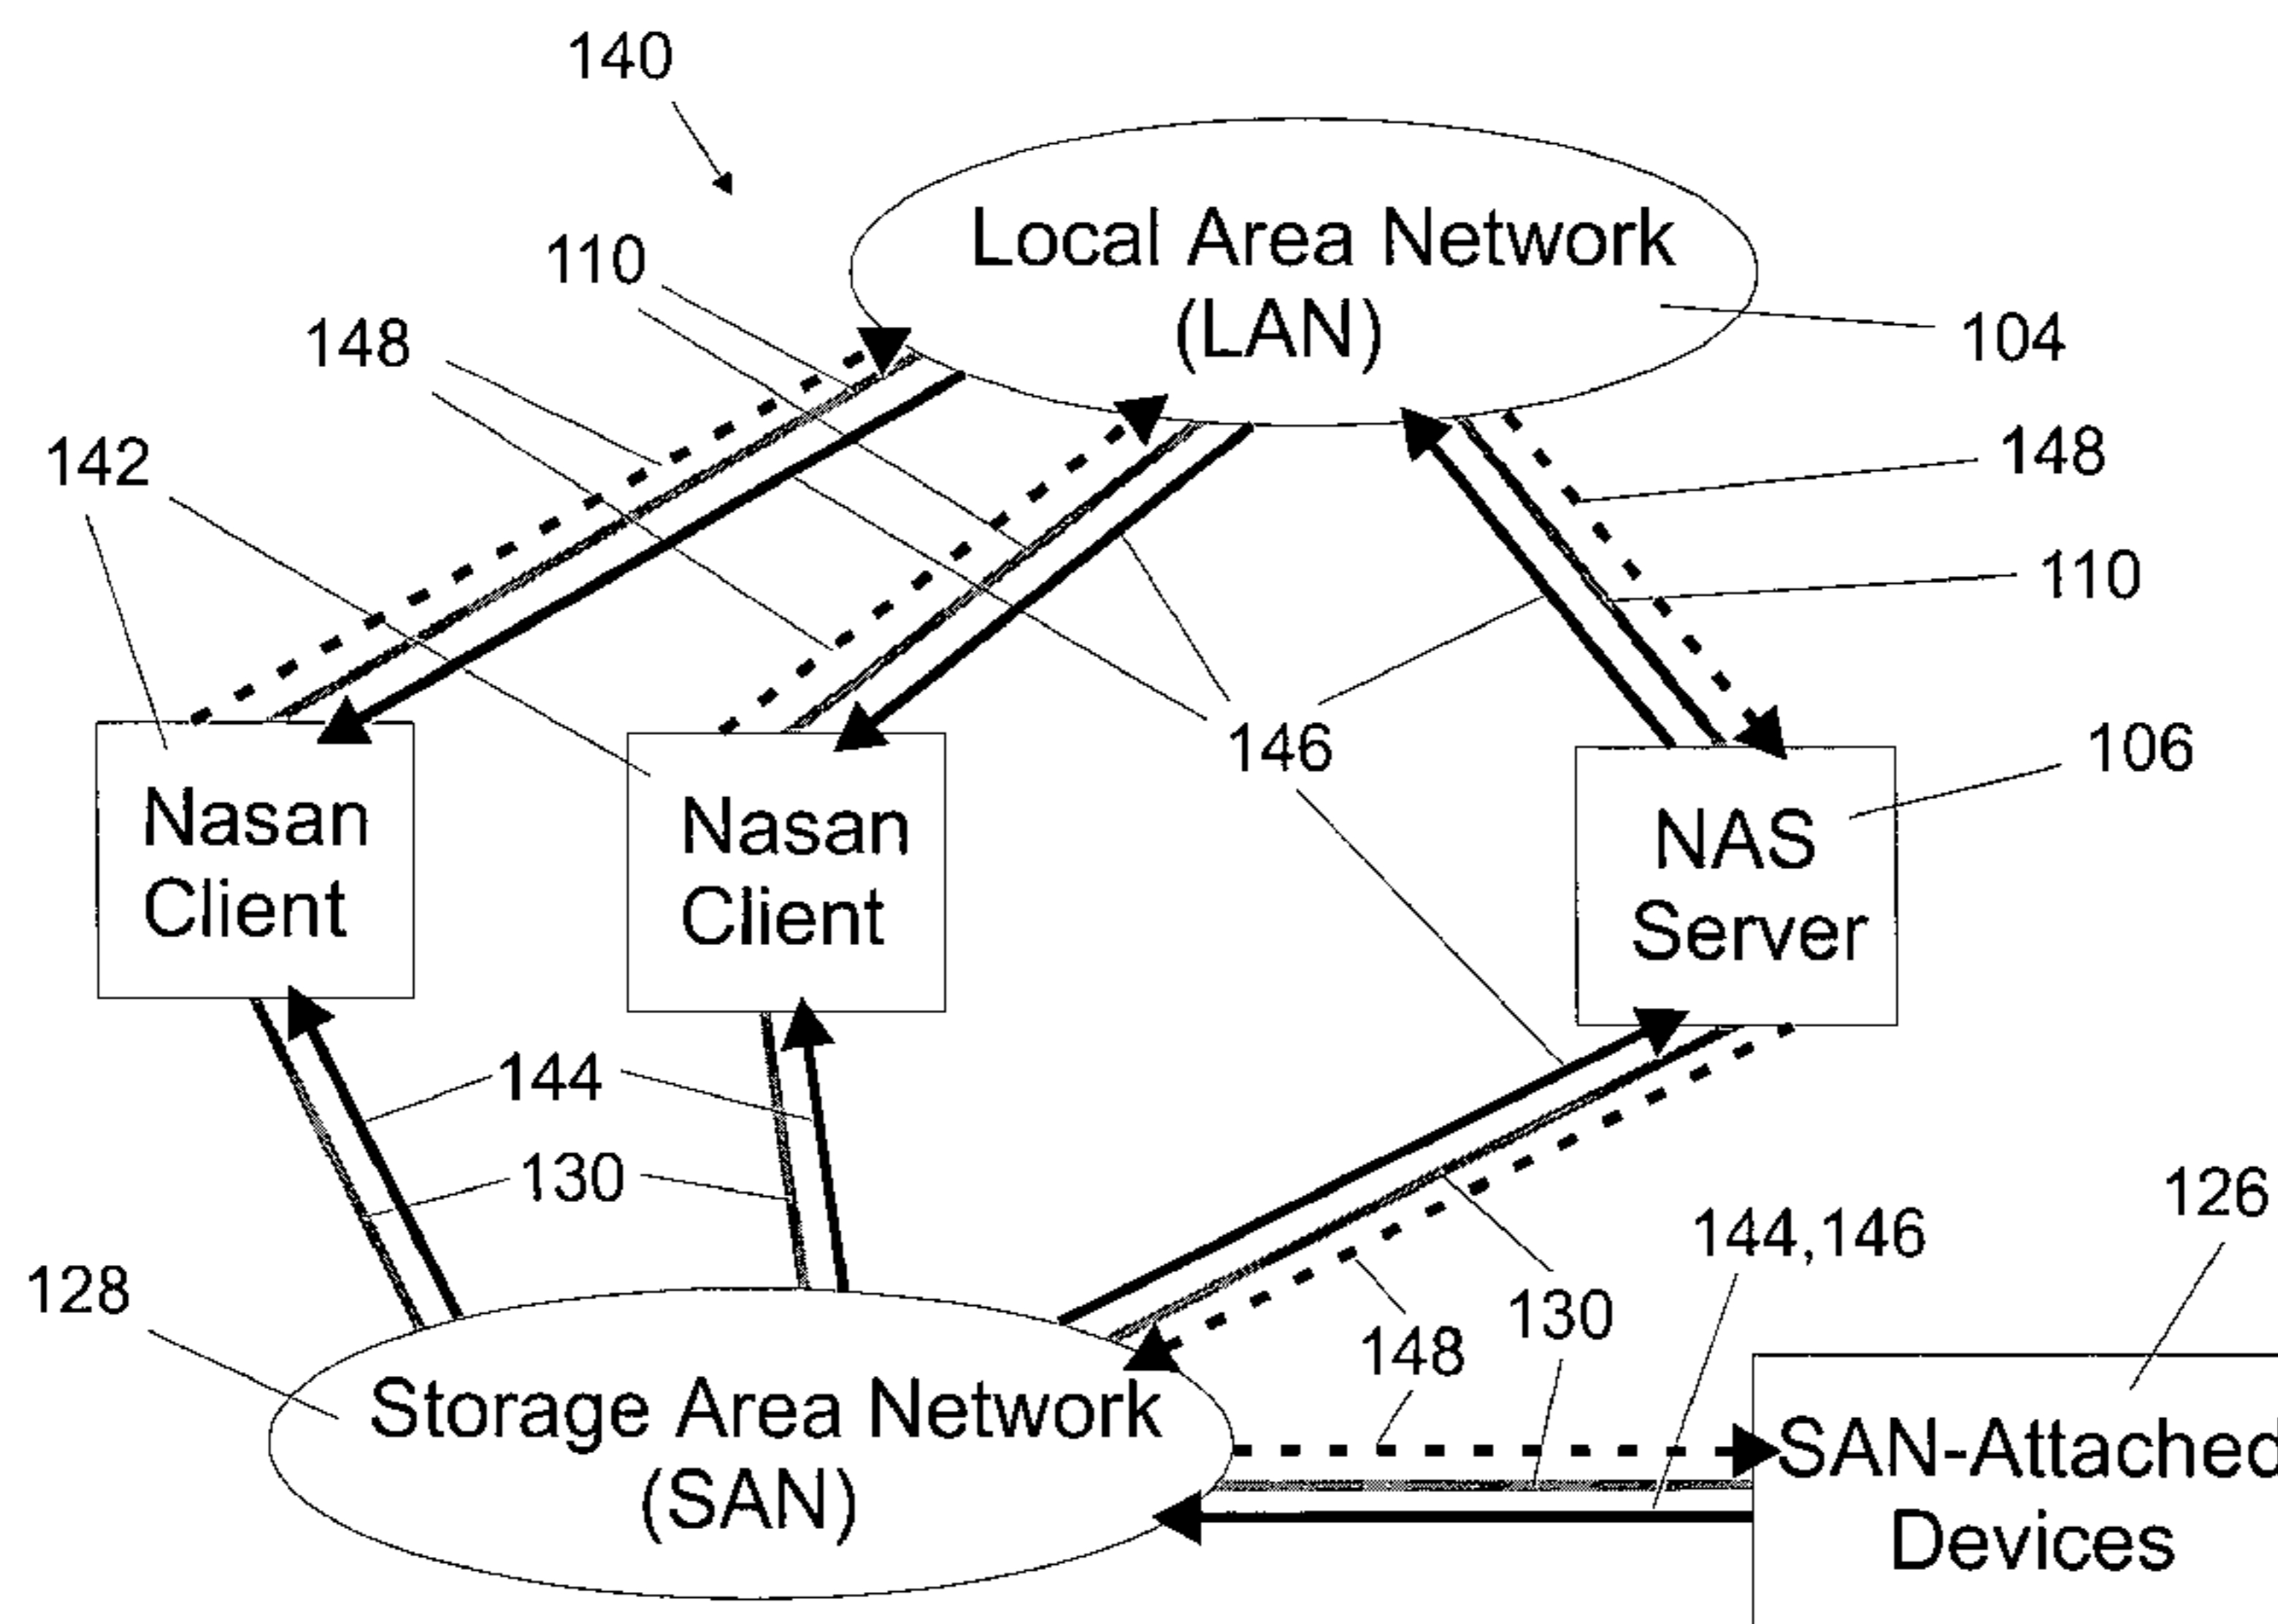 140
Local Area Network
(LAN)
110
104
148
148
142
110
146
106
Nasan
Client
Nasan
Client
NAS
Server
144
130
126
144,146
128
130
148
Storage Area Network
(SAN)
SAN-Attached
Devices